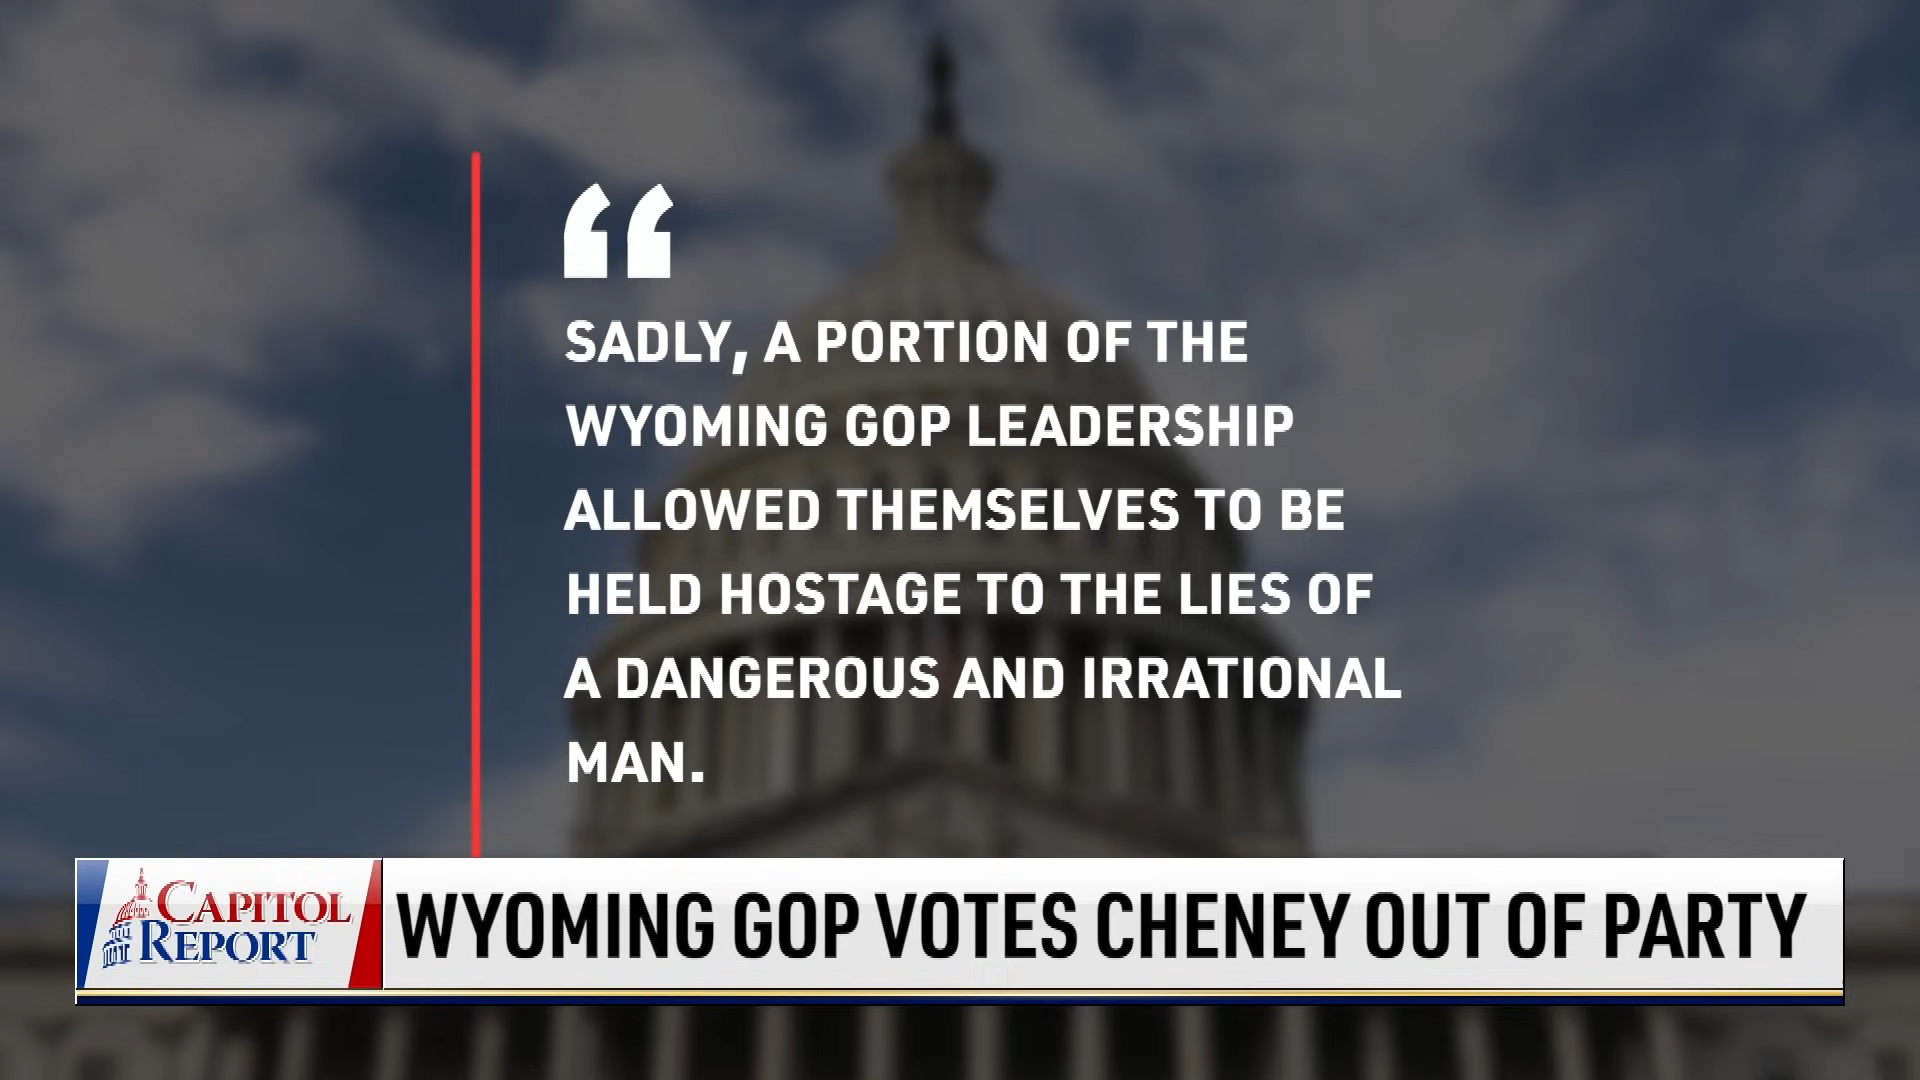 “
SADLY, A PORTION OF THE
WYOMING GOP LEADERSHIP
ALLOWED THEMSELVES TO BE
HELD HOSTAGE TO THE LIES OF
A DANGEROUS AND IRRATIONAL
MAN.
CAPITOL
REPORT
WYOMING GOP VOTES CHENEY OUT OF PARTY